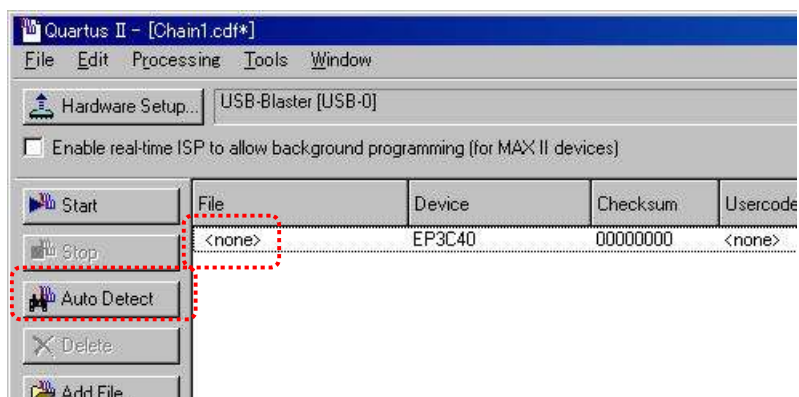 Quartus II - [Chain1.cdf*]
File Edit Processing Tools Window
Hardware Setup... USB-Blaster [USB-0]
Enable real-time ISP to allow background programming (for MAX II devices)
Start File Device Checksum Usercode
<none> EP3C40 00000000 <none>
Stop
Auto Detect
Delete
Add File